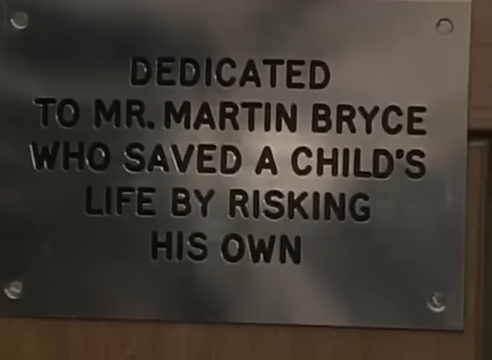 DEDICATED
TO MR. MARTIN BRYCE
WHO SAVED A CHILD'S
LIFE BY RISKING
HIS OWN